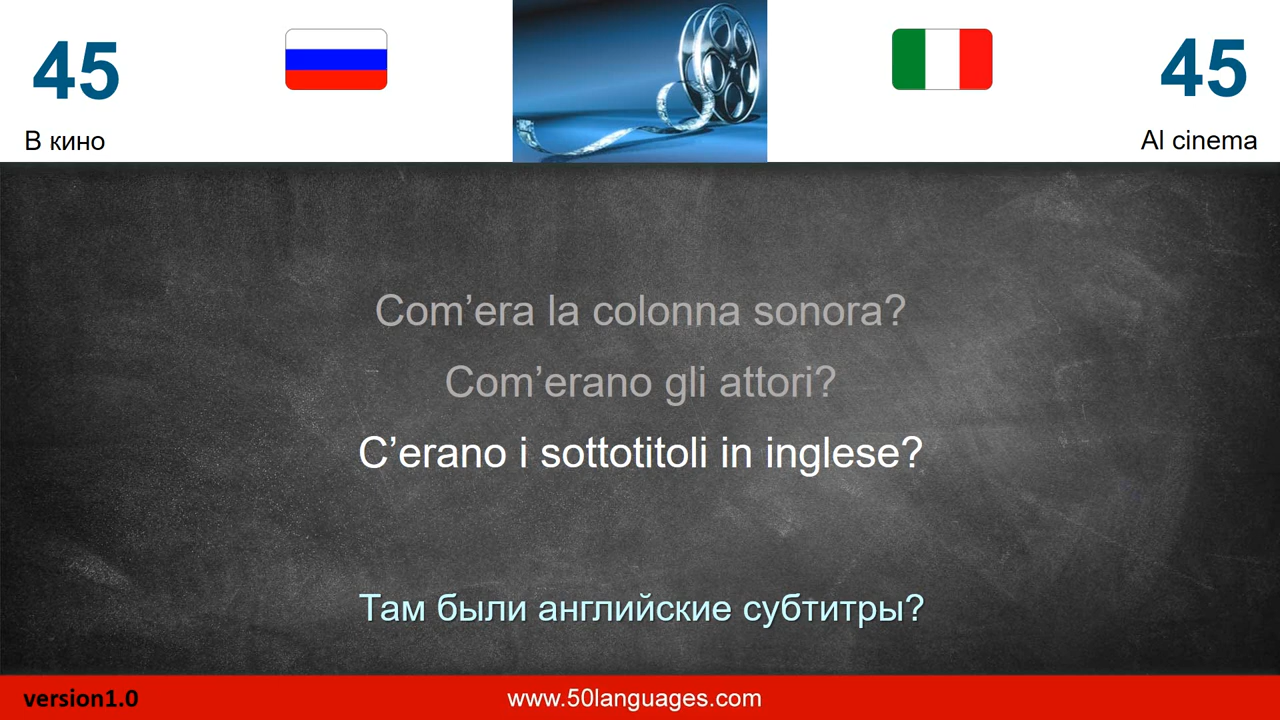 45
45
В кино
Al cinema
Com’era la colonna sonora?
Com’erano gli attori?
C’erano i sottotitoli in inglese?
Там были английские субтитры?
version1.0
www.50languages.com